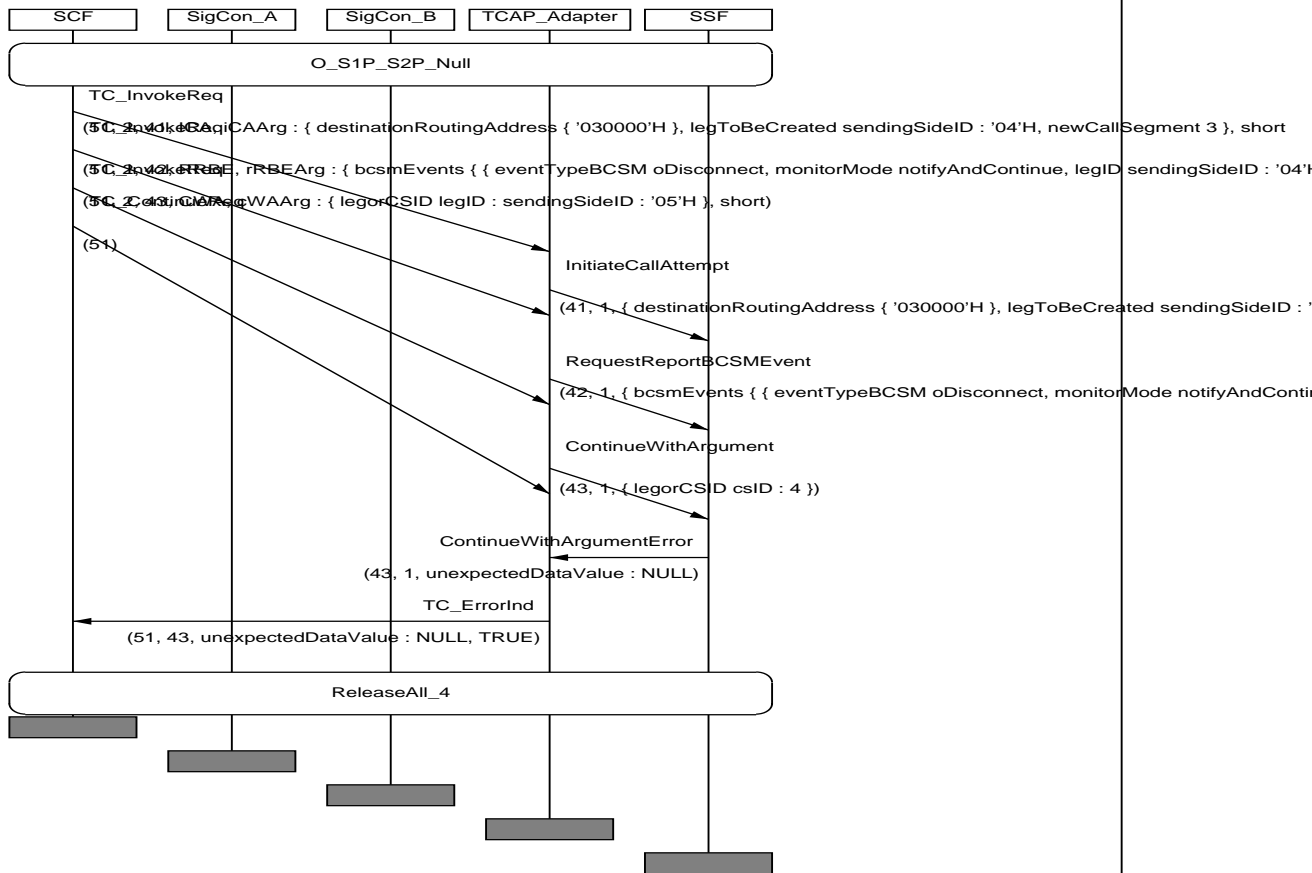 SCF SigCon_A SigCon_B TCAP_Adapter SSF
O_S1P_S2P_Null
TC_InvokeReq
iCAArg : { destinationRoutingAddress { '030000'H }, legToBeCreated sendingSideID : '04'H, newCallSegment 3 }, short
rRBEArg : { bcsmEvents { { eventTypeBCSM oDisconnect, monitorMode notifyAndContinue, legID sendingSideID : '04'H
cWAArg : { legorCSID legID : sendingSideID : '05'H }, short)
(51)
InitiateCallAttempt
(41, 1, { destinationRoutingAddress { '030000'H }, legToBeCreated sendingSideID : '
RequestReportBCSMEvent
(42, 1, { bcsmEvents { { eventTypeBCSM oDisconnect, monitorMode notifyAndContin
ContinueWithArgument
(43, 1, { legorCSID csID : 4 })
ContinueWithArgumentError
(43, 1, unexpectedDataValue : NULL)
TC_ErrorInd
(51, 43, unexpectedDataValue : NULL, TRUE)
ReleaseAll_4